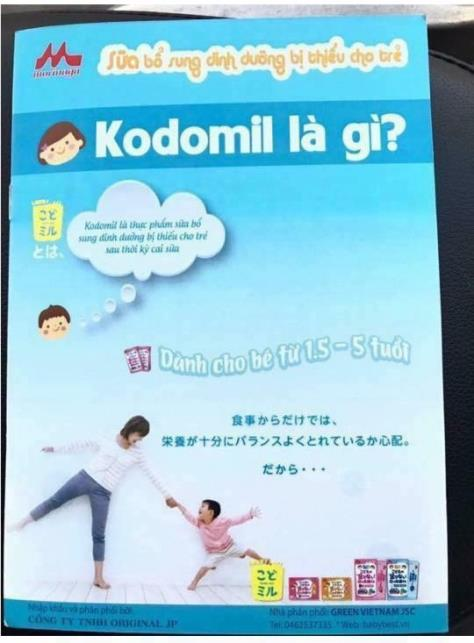 morinaga
Sữa bổ sung dinh dưỡng bị thiếu cho trẻ
Kodomil là gì?
こど
ミル
とは、
Kodomil là thực phẩm sữa bổ
sung dinh dưỡng bị thiếu cho trẻ
sau thời kỳ cai sữa
Dành cho bé từ 1.5 - 5 tuổi
食事からだけでは、
栄養が十分にバランスよくとれているか心配。
だから・・・
こど
ミル
Nhập khẩu và phân phối bởi:
CÔNG TY TNHH ORIGINAL JP
Nhà phân phối: GREEN VIETNAM JSC
Tel: 0462537335 * Web: babybest.vn